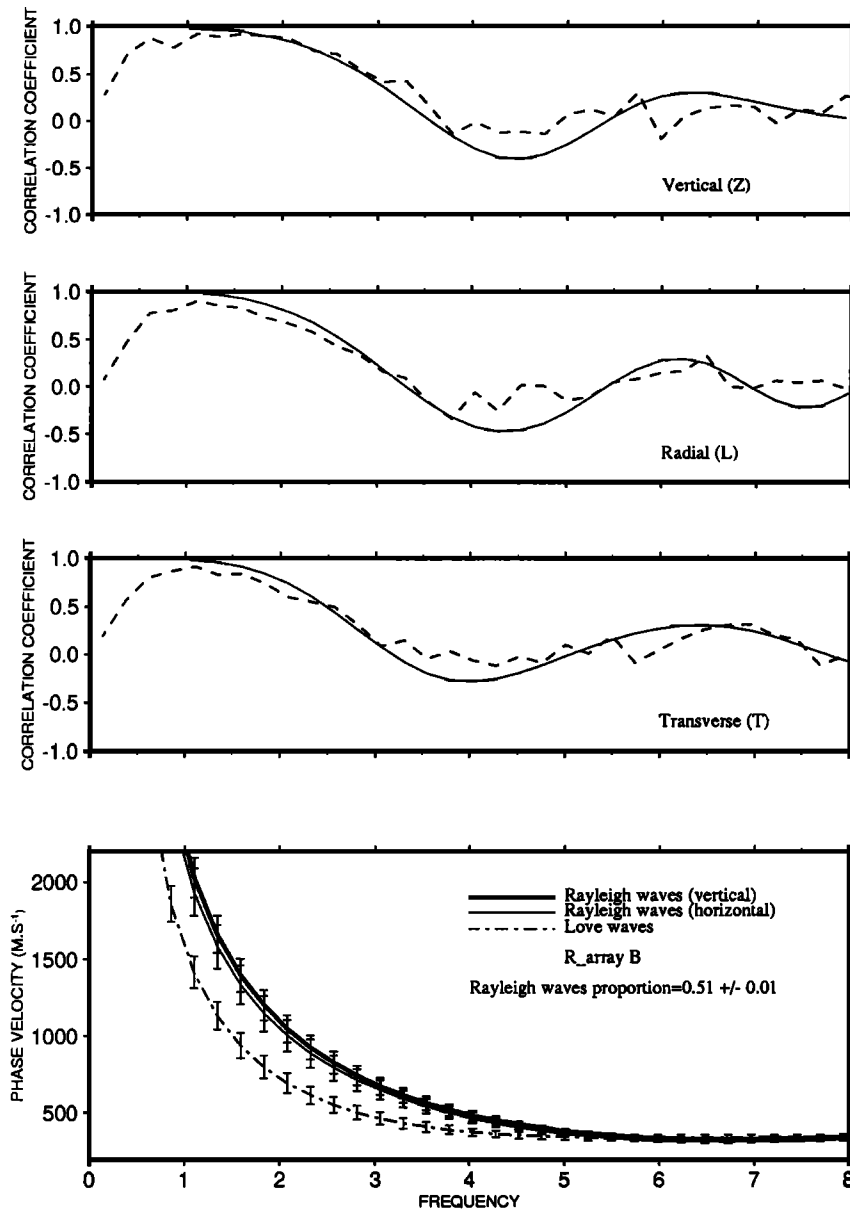 CORRELATION COEFFICIENT
1.0
0.5
0.0
-0.5
-1.0
Vertical (Z)
CORRELATION COEFFICIENT
1.0
0.5
0.0
-0.5
-1.0
Radial (L)
CORRELATION COEFFICIENT
1.0
0.5
0.0
-0.5
-1.0
Transverse (T)
PHASE VELOCITY (M.S-1)
2000
1500
1000
500
Rayleigh waves (vertical)
Rayleigh waves (horizontal)
Love waves
R_array B
Rayleigh waves proportion=0.51 +/- 0.01
0 1 2 3 4 5 6 7 8
FREQUENCY